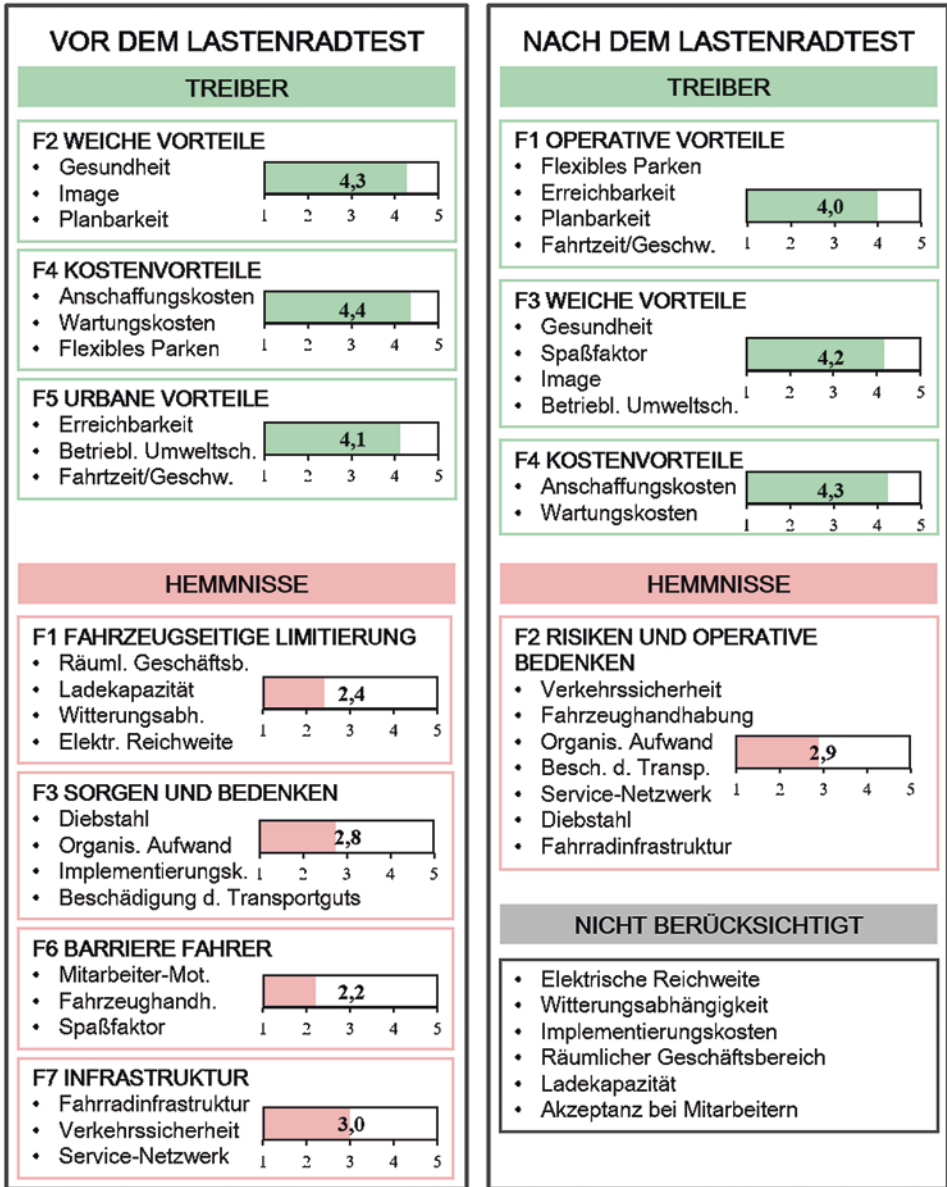 VOR DEM LASTENRADTEST
TREIBER
F2 WEICHE VORTEILE
• Gesundheit
• Image
• Planbarkeit
4,3
1 2 3 4 5
F4 KOSTENVORTEILE
• Anschaffungskosten
• Wartungskosten
• Flexibles Parken
4,4
1 2 3 4 5
F5 URBANE VORTEILE
• Erreichbarkeit
• Betriebl. Umweltsch.
• Fahrtzeit/Geschw.
4,1
1 2 3 4 5
HEMMNISSE
F1 FAHRZEUGSEITIGE LIMITIERUNG
• Räuml. Geschäftsb.
• Ladekapazität
• Witterungsabh.
• Elektr. Reichweite
2,4
1 2 3 4 5
F3 SORGEN UND BEDENKEN
• Diebstahl
• Organis. Aufwand
• Implementierungsk.
• Beschädigung d. Transportguts
2,8
1 2 3 4 5
F6 BARRIERE FAHRER
• Mitarbeiter-Mot.
• Fahrzeughandh.
• Spaßfaktor
2,2
1 2 3 4 5
F7 INFRASTRUKTUR
• Fahrradinfrastruktur
• Verkehrssicherheit
• Service-Netzwerk
3,0
1 2 3 4 5
NACH DEM LASTENRADTEST
TREIBER
F1 OPERATIVE VORTEILE
• Flexibles Parken
• Erreichbarkeit
• Planbarkeit
• Fahrtzeit/Geschw.
4,0
1 2 3 4 5
F3 WEICHE VORTEILE
• Gesundheit
• Spaßfaktor
• Image
• Betriebl. Umweltsch.
4,2
1 2 3 4 5
F4 KOSTENVORTEILE
• Anschaffungskosten
• Wartungskosten
4,3
1 2 3 4 5
HEMMNISSE
F2 RISIKEN UND OPERATIVE
BEDENKEN
• Verkehrssicherheit
• Fahrzeughandhabung
• Organis. Aufwand
• Besch. d. Transp.
• Service-Netzwerk
• Diebstahl
• Fahrradinfrastruktur
2,9
1 2 3 4 5
NICHT BERÜCKSICHTIGT
• Elektrische Reichweite
• Witterungsabhängigkeit
• Implementierungskosten
• Räumlicher Geschäftsbereich
• Ladekapazität
• Akzeptanz bei Mitarbeitern